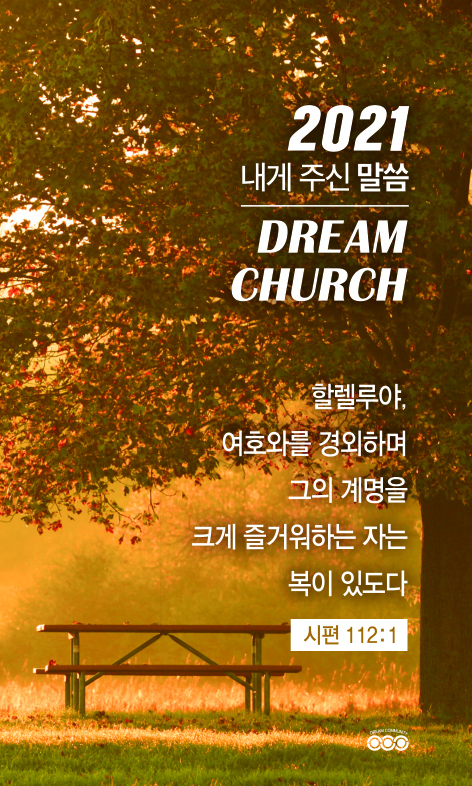 2021
내게 주신 말씀
DREAM
CHURCH
할렐루야,
여호와를 경외하며
그의 계명을
크게 즐거워하는 자는
복이 있도다
시편 112:1
DREAM COMMUNITY